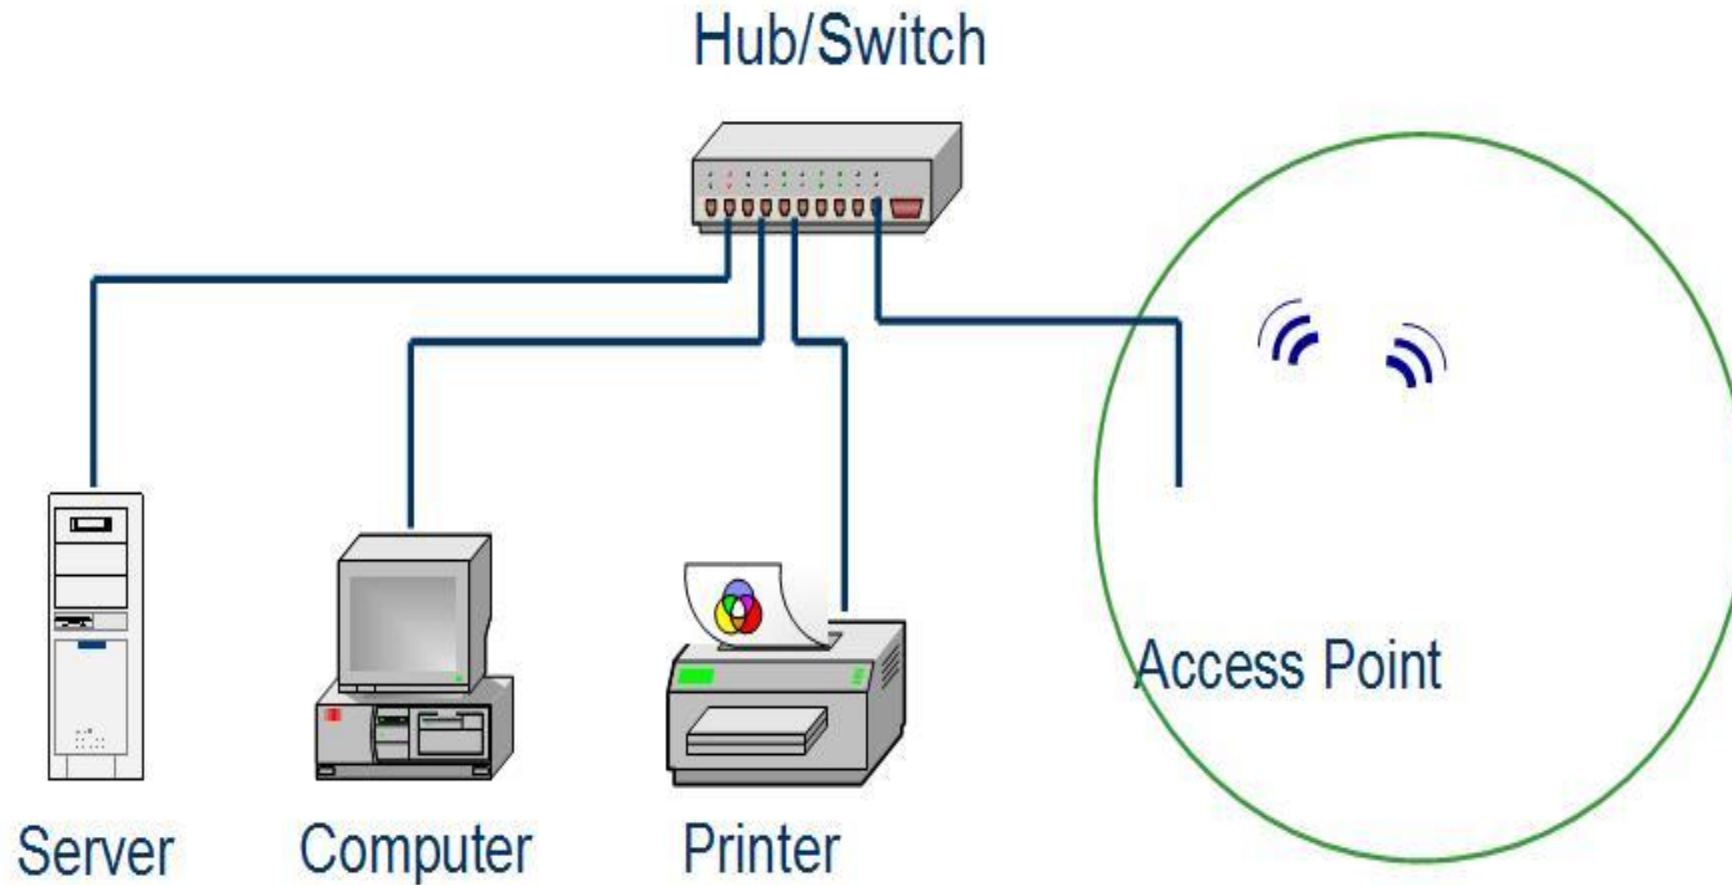 Hub/Switch
Access Point
Server
Computer
Printer